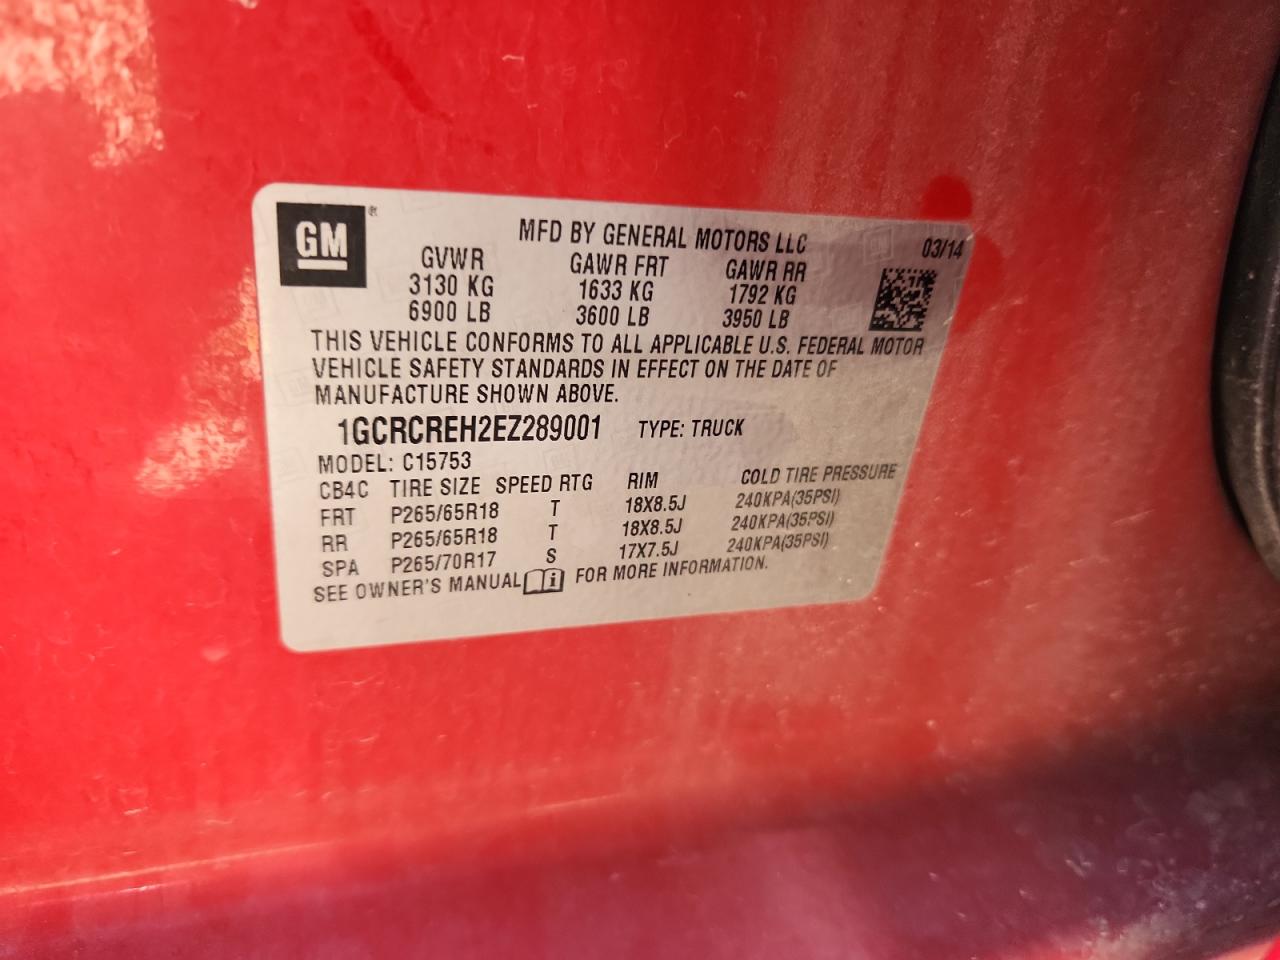 GM ®
MFD BY GENERAL MOTORS LLC 03/14
GVWR GAWR FRT GAWR RR
3130 KG 1633 KG 1792 KG
6900 LB 3600 LB 3950 LB
THIS VEHICLE CONFORMS TO ALL APPLICABLE U.S. FEDERAL MOTOR
VEHICLE SAFETY STANDARDS IN EFFECT ON THE DATE OF
MANUFACTURE SHOWN ABOVE.
1GCRCREH2EZ289001 TYPE: TRUCK
MODEL: C15753
CB4C TIRE SIZE SPEED RTG RIM COLD TIRE PRESSURE
FRT P265/65R18 T 18X8.5J 240KPA(35PSI)
RR P265/65R18 T 18X8.5J 240KPA(35PSI)
SPA P265/70R17 S 17X7.5J 240KPA(35PSI)
SEE OWNER'S MANUAL i FOR MORE INFORMATION.